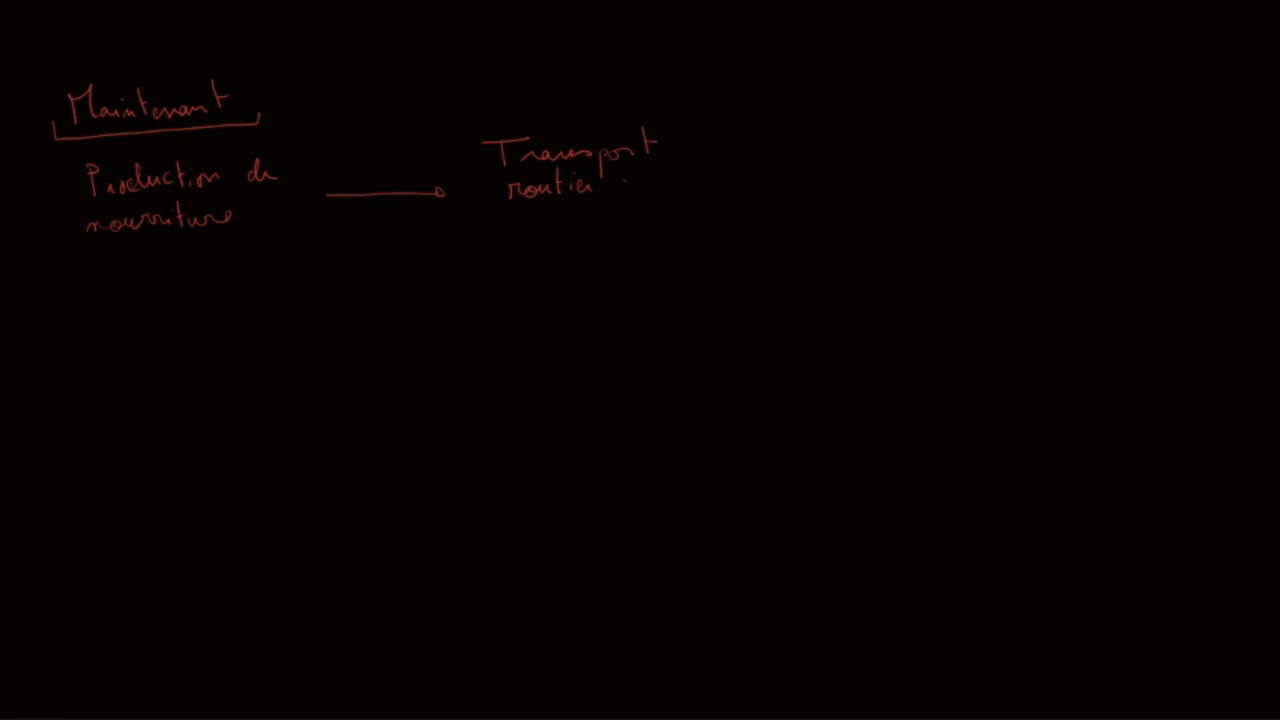 Maintenant
Production de
nourriture
Transport
routier